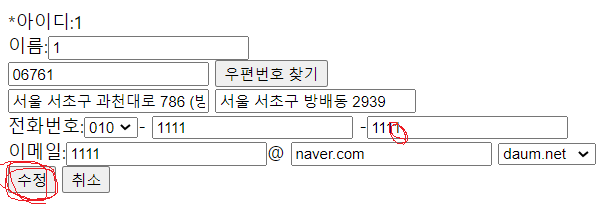 *아이디:1
이름: 1
06761 우편번호 찾기
서울 서초구 과천대로 786 (방 서울 서초구 방배동 2939
전화번호: 010 - 1111 - 1111
이메일: 1111 @ naver.com daum.net
수정 취소